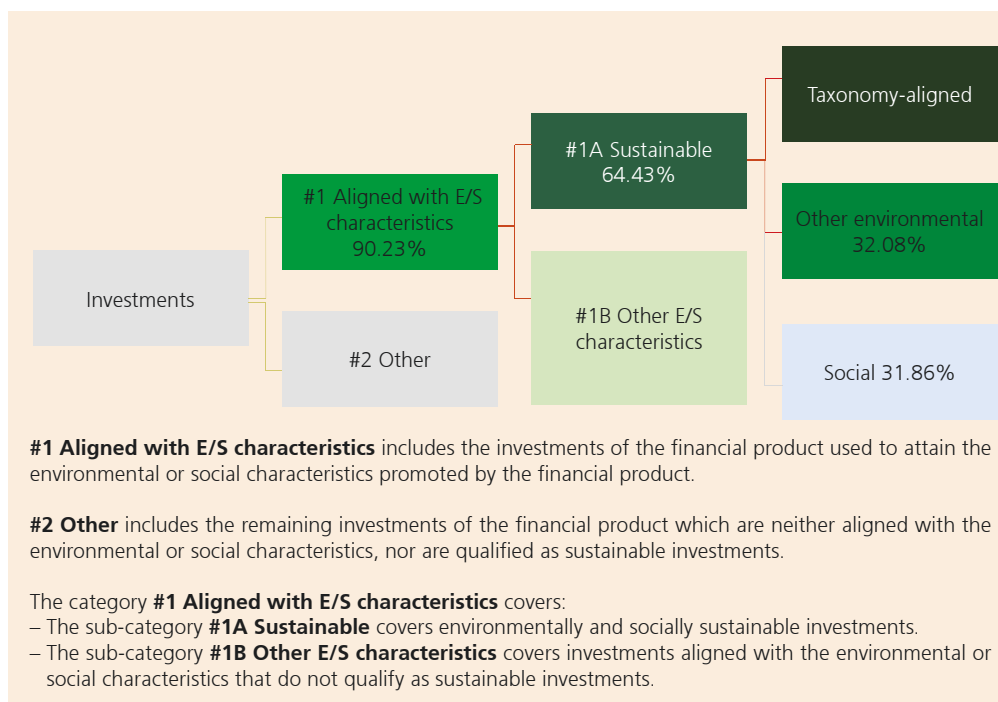 Investments
#1 Aligned with E/S
characteristics
90.23%
#2 Other
#1A Sustainable
64.43%
#1B Other E/S
characteristics
Taxonomy-aligned
Other environmental
32.08%
Social 31.86%
#1 Aligned with E/S characteristics includes the investments of the financial product used to attain the
environmental or social characteristics promoted by the financial product.
#2 Other includes the remaining investments of the financial product which are neither aligned with the
environmental or social characteristics, nor are qualified as sustainable investments.
The category #1 Aligned with E/S characteristics covers:
– The sub-category #1A Sustainable covers environmentally and socially sustainable investments.
– The sub-category #1B Other E/S characteristics covers investments aligned with the environmental or
social characteristics that do not qualify as sustainable investments.